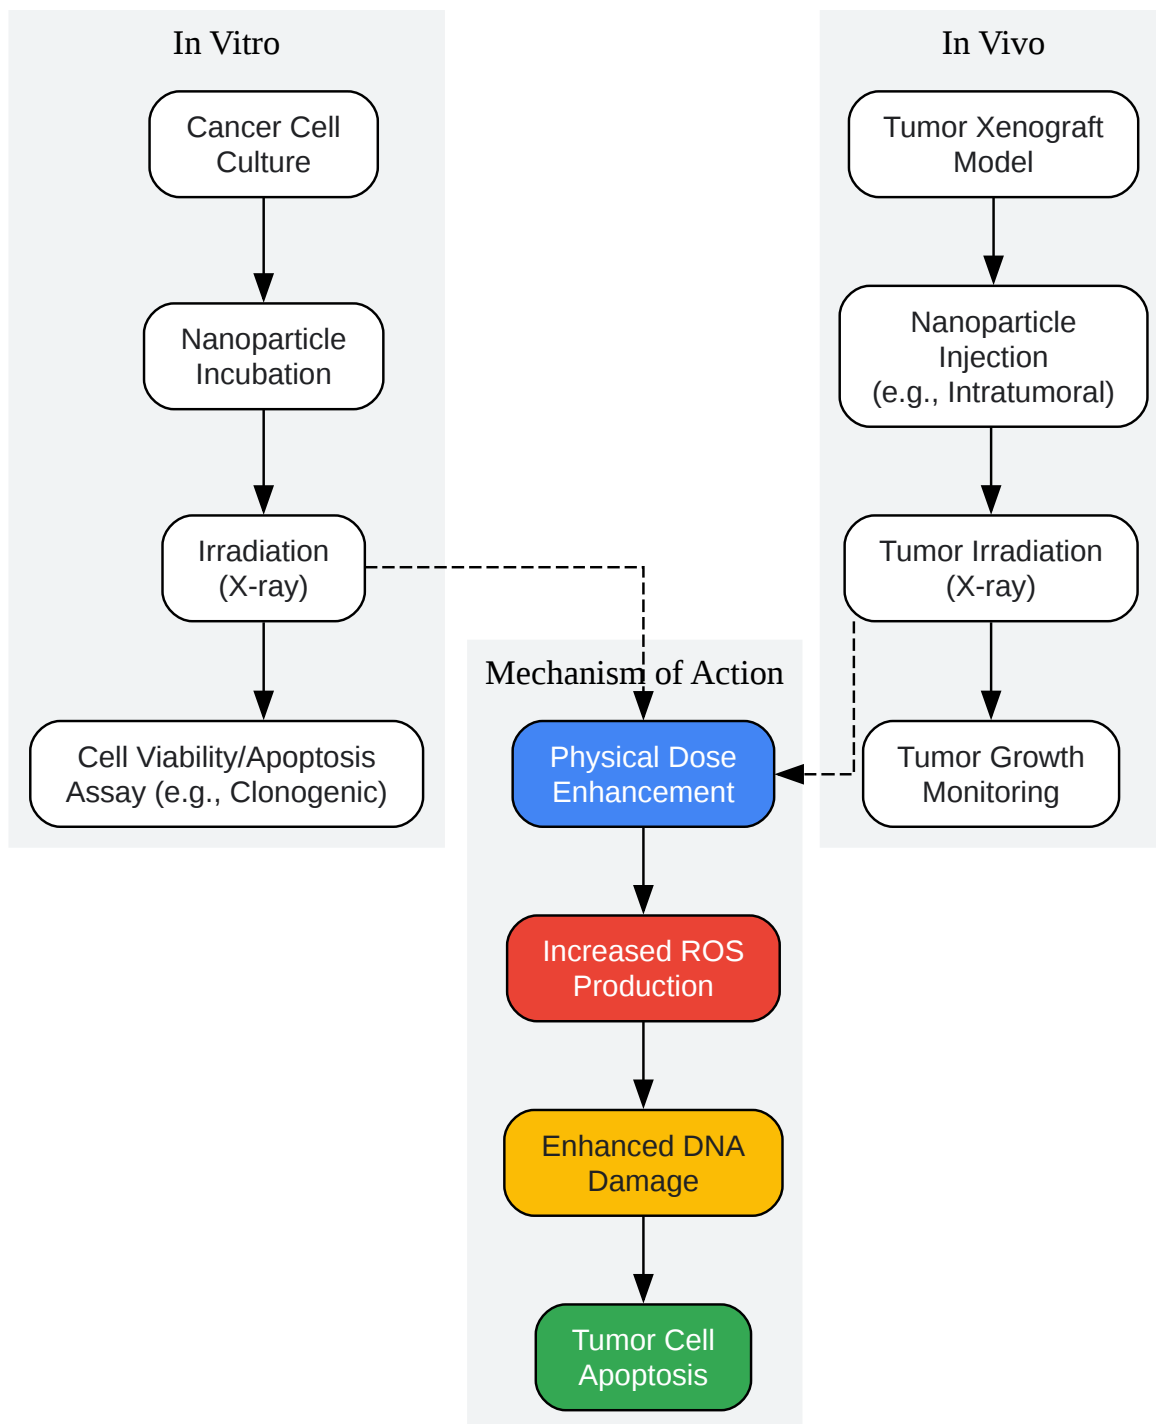 In Vitro
Cancer Cell
Culture
Nanoparticle
Incubation
Irradiation
(X-ray)
Cell Viability/Apoptosis
Assay (e.g., Clonogenic)
In Vivo
Tumor Xenograft
Model
Nanoparticle
Injection
(e.g., Intratumoral)
Tumor Irradiation
(X-ray)
Tumor Growth
Monitoring
Mechanism of Action
Physical Dose
Enhancement
Increased ROS
Production
Enhanced DNA
Damage
Tumor Cell
Apoptosis